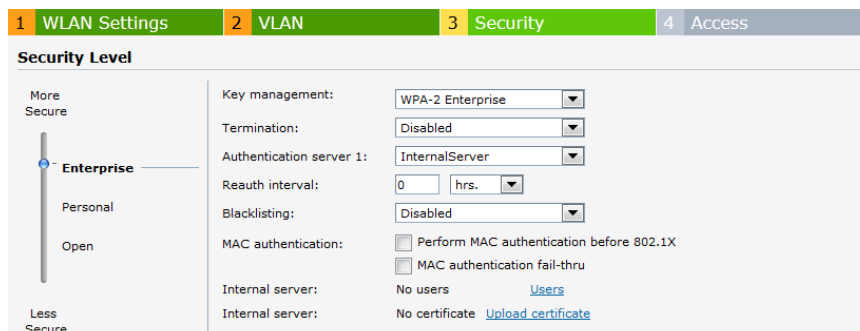 1 WLAN Settings 2 VLAN 3 Security 4 Access
Security Level
More
Secure
Enterprise
Personal
Open
Less
Secure
Key management: WPA-2 Enterprise
Termination: Disabled
Authentication server 1: InternalServer
Reauth interval: 0 hrs.
Blacklisting: Disabled
MAC authentication: Perform MAC authentication before 802.1X
MAC authentication fail-thru
Internal server: No users Users
Internal server: No certificate Upload certificate